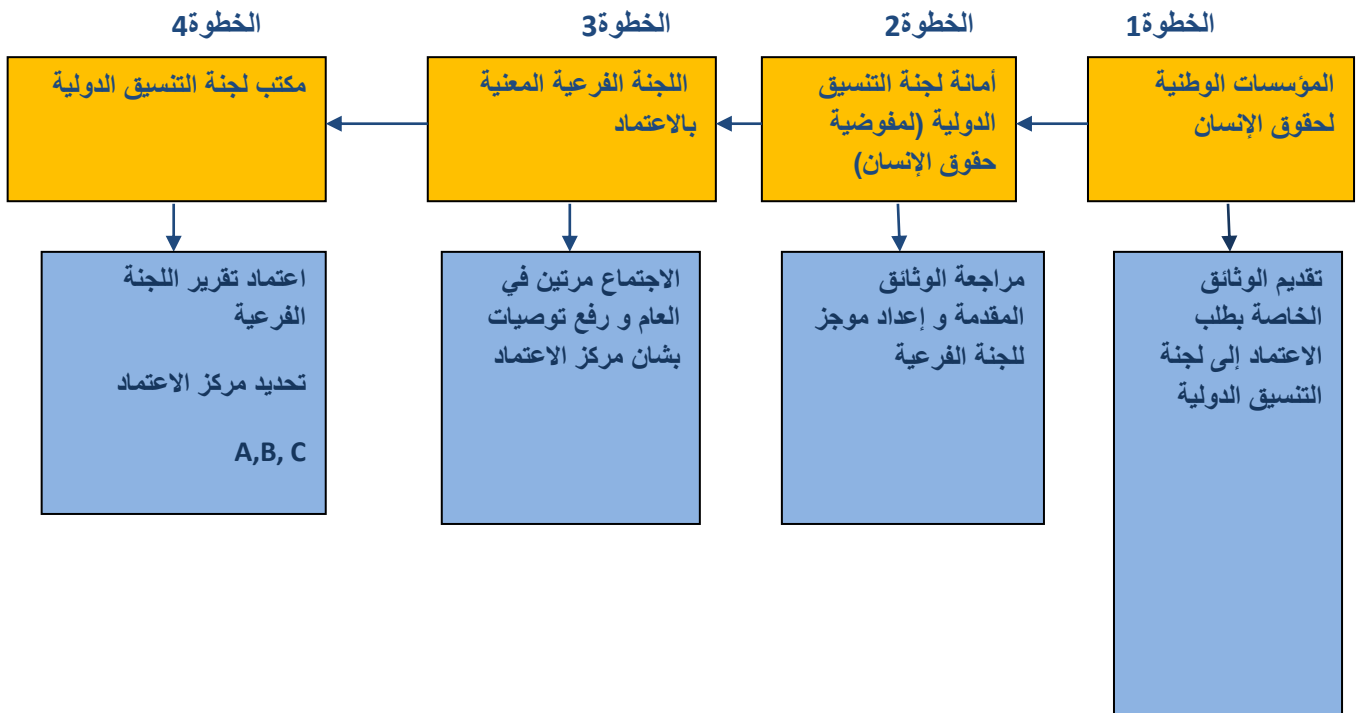 الخطوة1
الخطوة2
الخطوة3
الخطوة4
المؤسسات الوطنية
لحقوق الإنسان
أمانة لجنة التنسيق
الدولية (لمفوضية
حقوق الإنسان)
اللجنة الفرعية المعنية
بالاعتماد
مكتب لجنة التنسيق الدولية
تقديم الوثائق
الخاصة بطلب
الاعتماد إلى لجنة
التنسيق الدولية
مراجعة الوثائق
المقدمة و إعداد موجز
للجنة الفرعية
الاجتماع مرتين في
العام و رفع توصيات
بشان مركز الاعتماد
اعتماد تقرير اللجنة
الفرعية
تحديد مركز الاعتماد
A,B, C